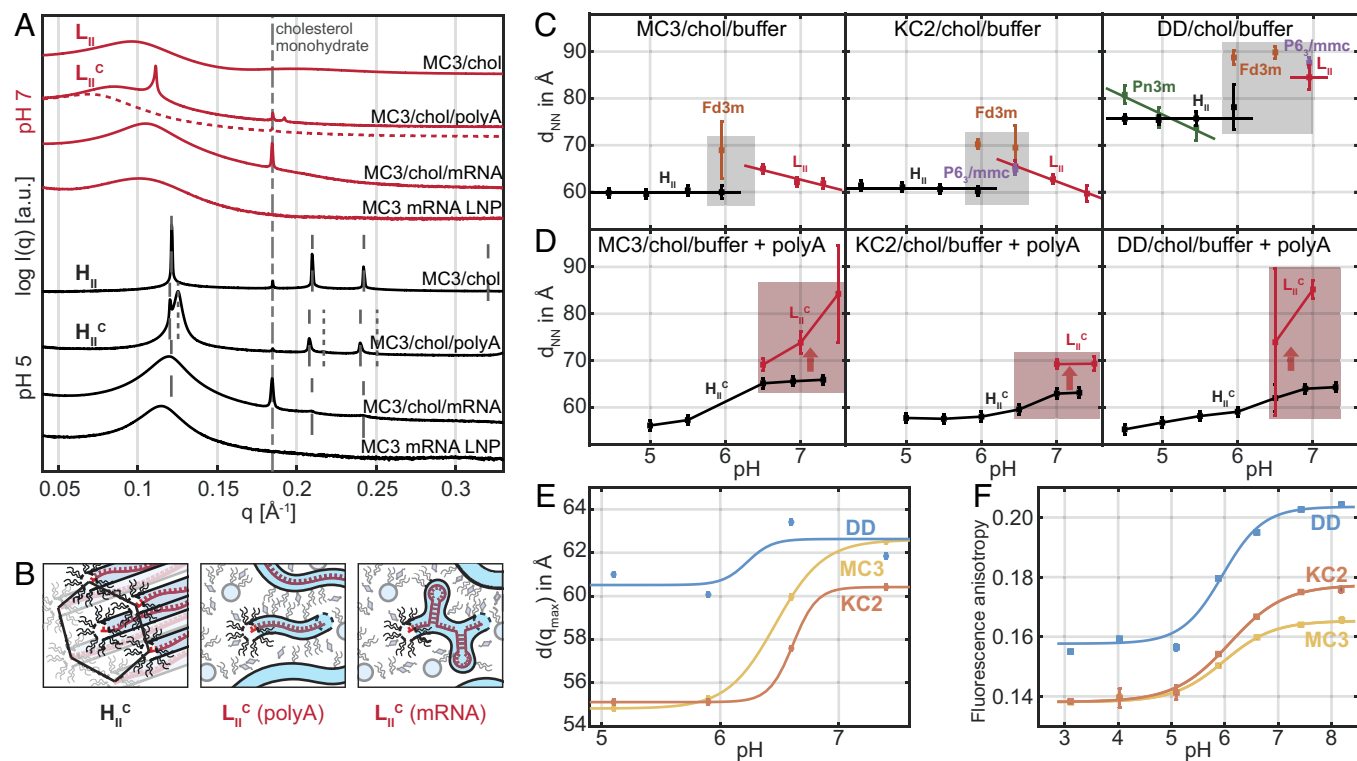 A
L_II
cholesterol
monohydrate
MC3/chol
L_II^C
MC3/chol/polyA
MC3/chol/mRNA
MC3 mRNA LNP
H_II
MC3/chol
H_II^C
MC3/chol/polyA
MC3/chol/mRNA
MC3 mRNA LNP
pH 7
pH 5
log I(q) [a.u.]
0.05 0.1 0.15 0.2 0.25 0.3
q [Å⁻¹]
B
H_II^C
L_II^C (polyA)
L_II^C (mRNA)
C
MC3/chol/buffer
KC2/chol/buffer
DD/chol/buffer
d_NN in Å
90
80
70
60
Fd3m
H_II
L_II
Fd3m
H_II
P6_3/mmc
L_II
Pn3m
H_II
P6_3/mmc
Fd3m
L_II
D
MC3/chol/buffer + polyA
KC2/chol/buffer + polyA
DD/chol/buffer + polyA
d_NN in Å
90
80
70
60
L_II^C
H_II^C
L_II^C
H_II^C
L_II^C
H_II^C
5 6 7
pH
5 6 7
pH
5 6 7
pH
E
d(q_max) in Å
64
62
60
58
56
54
DD
MC3
KC2
5 6 7
pH
F
Fluorescence anisotropy
0.20
0.18
0.16
0.14
DD
KC2
MC3
3 4 5 6 7 8
pH